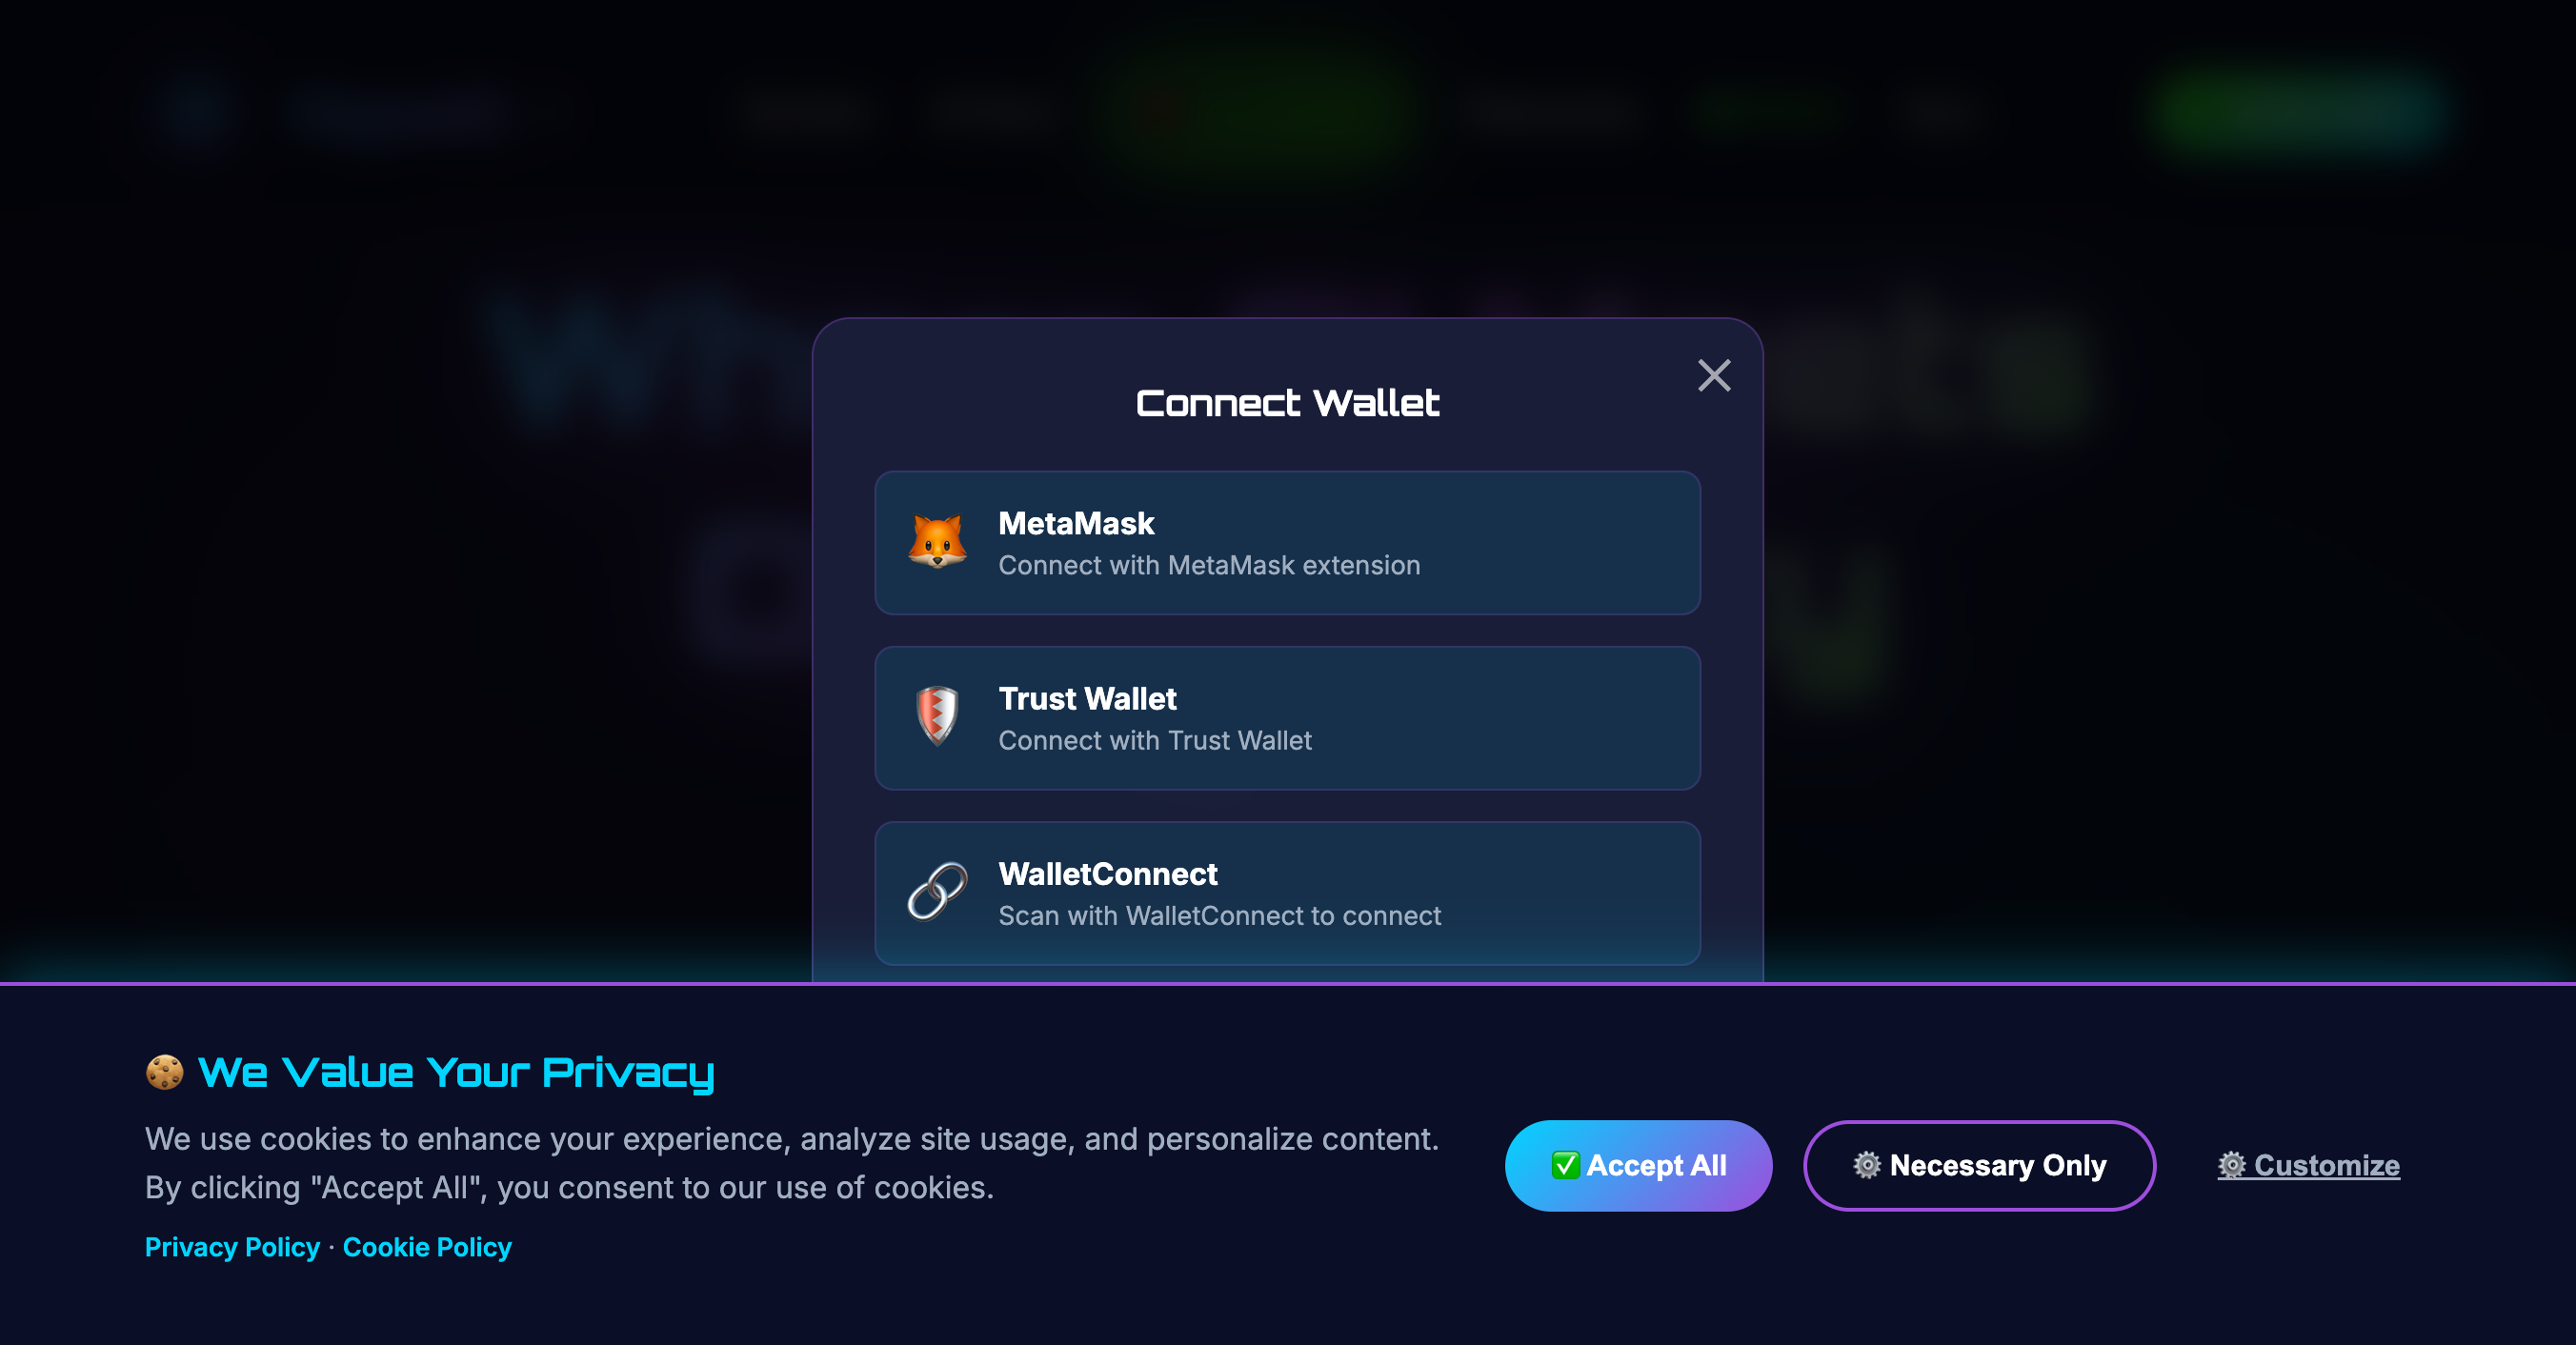 Connect Wallet
MetaMask
Connect with MetaMask extension
Trust Wallet
Connect with Trust Wallet
WalletConnect
Scan with WalletConnect to connect
🍪 We Value Your Privacy
We use cookies to enhance your experience, analyze site usage, and personalize content.
By clicking "Accept All", you consent to our use of cookies.
Privacy Policy · Cookie Policy
✅ Accept All
⚙️ Necessary Only
⚙️ Customize